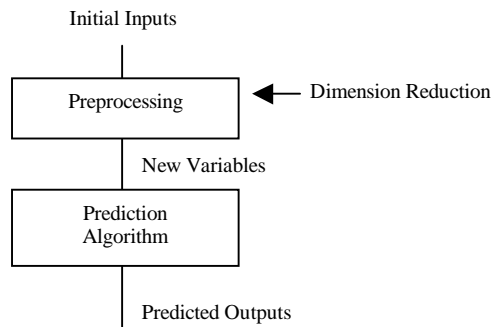 Initial Inputs
Preprocessing
Dimension Reduction
New Variables
Prediction
Algorithm
Predicted Outputs